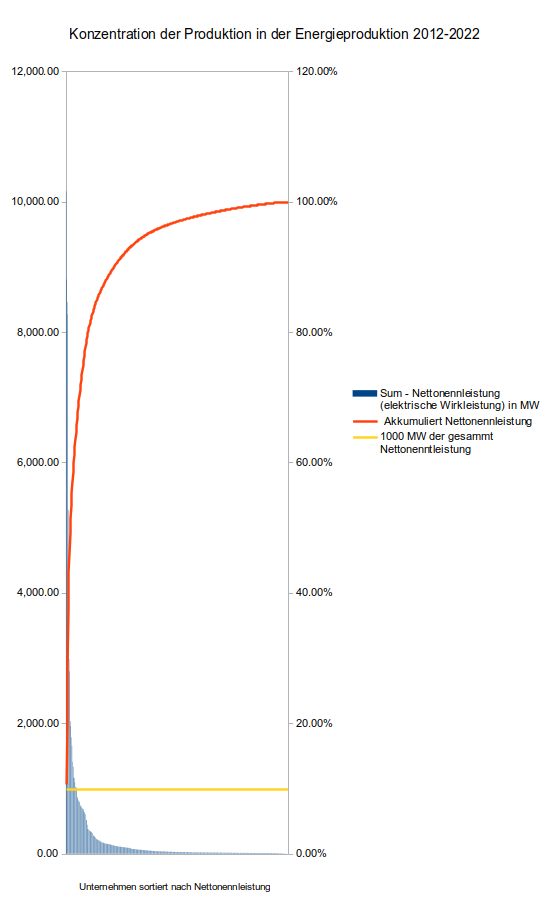 Konzentration der Produktion in der Energieproduktion 2012-2022
12,000.00
120.00%
10,000.00
100.00%
8,000.00
80.00%
Sum - Nettonennleistung
(elektrische Wirkleistung) in MW
Akkumuliert Nettonennleistung
1000 MW der gesammt
Nettonenntleistung
6,000.00
60.00%
4,000.00
40.00%
2,000.00
20.00%
0.00
0.00%
Unternehmen sortiert nach Nettonennleistung